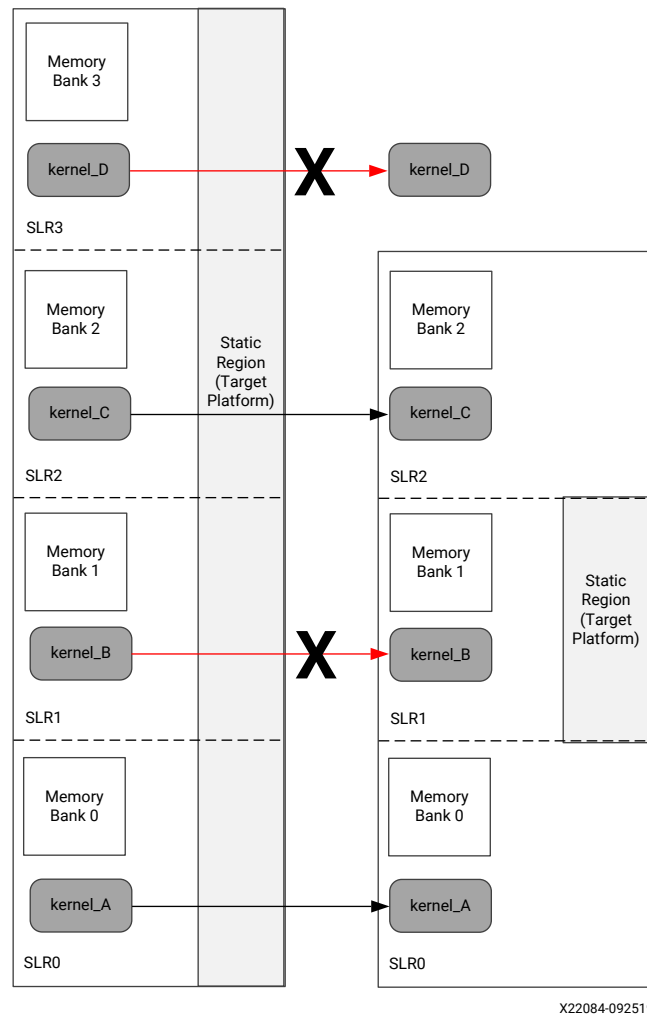 Memory
Bank 3
kernel_D
X
kernel_D
SLR3
Memory
Bank 2
Static
Region
(Target
Platform)
Memory
Bank 2
kernel_C
kernel_C
SLR2
SLR2
Memory
Bank 1
Memory
Bank 1
Static
Region
(Target
Platform)
kernel_B
X
kernel_B
SLR1
SLR1
Memory
Bank 0
Memory
Bank 0
kernel_A
kernel_A
SLR0
SLR0